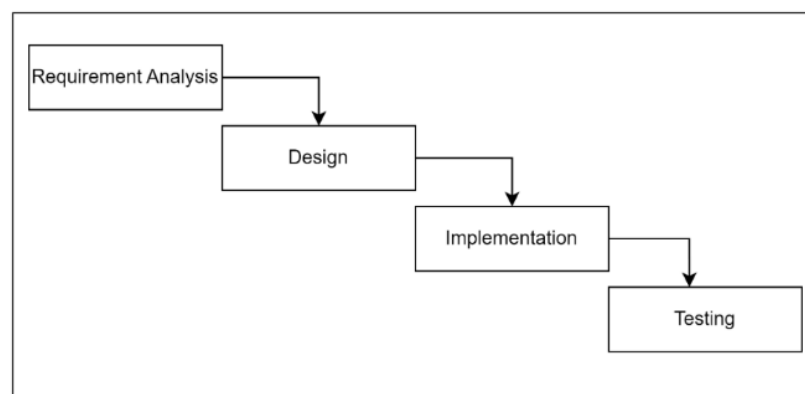 Requirement Analysis
Design
Implementation
Testing